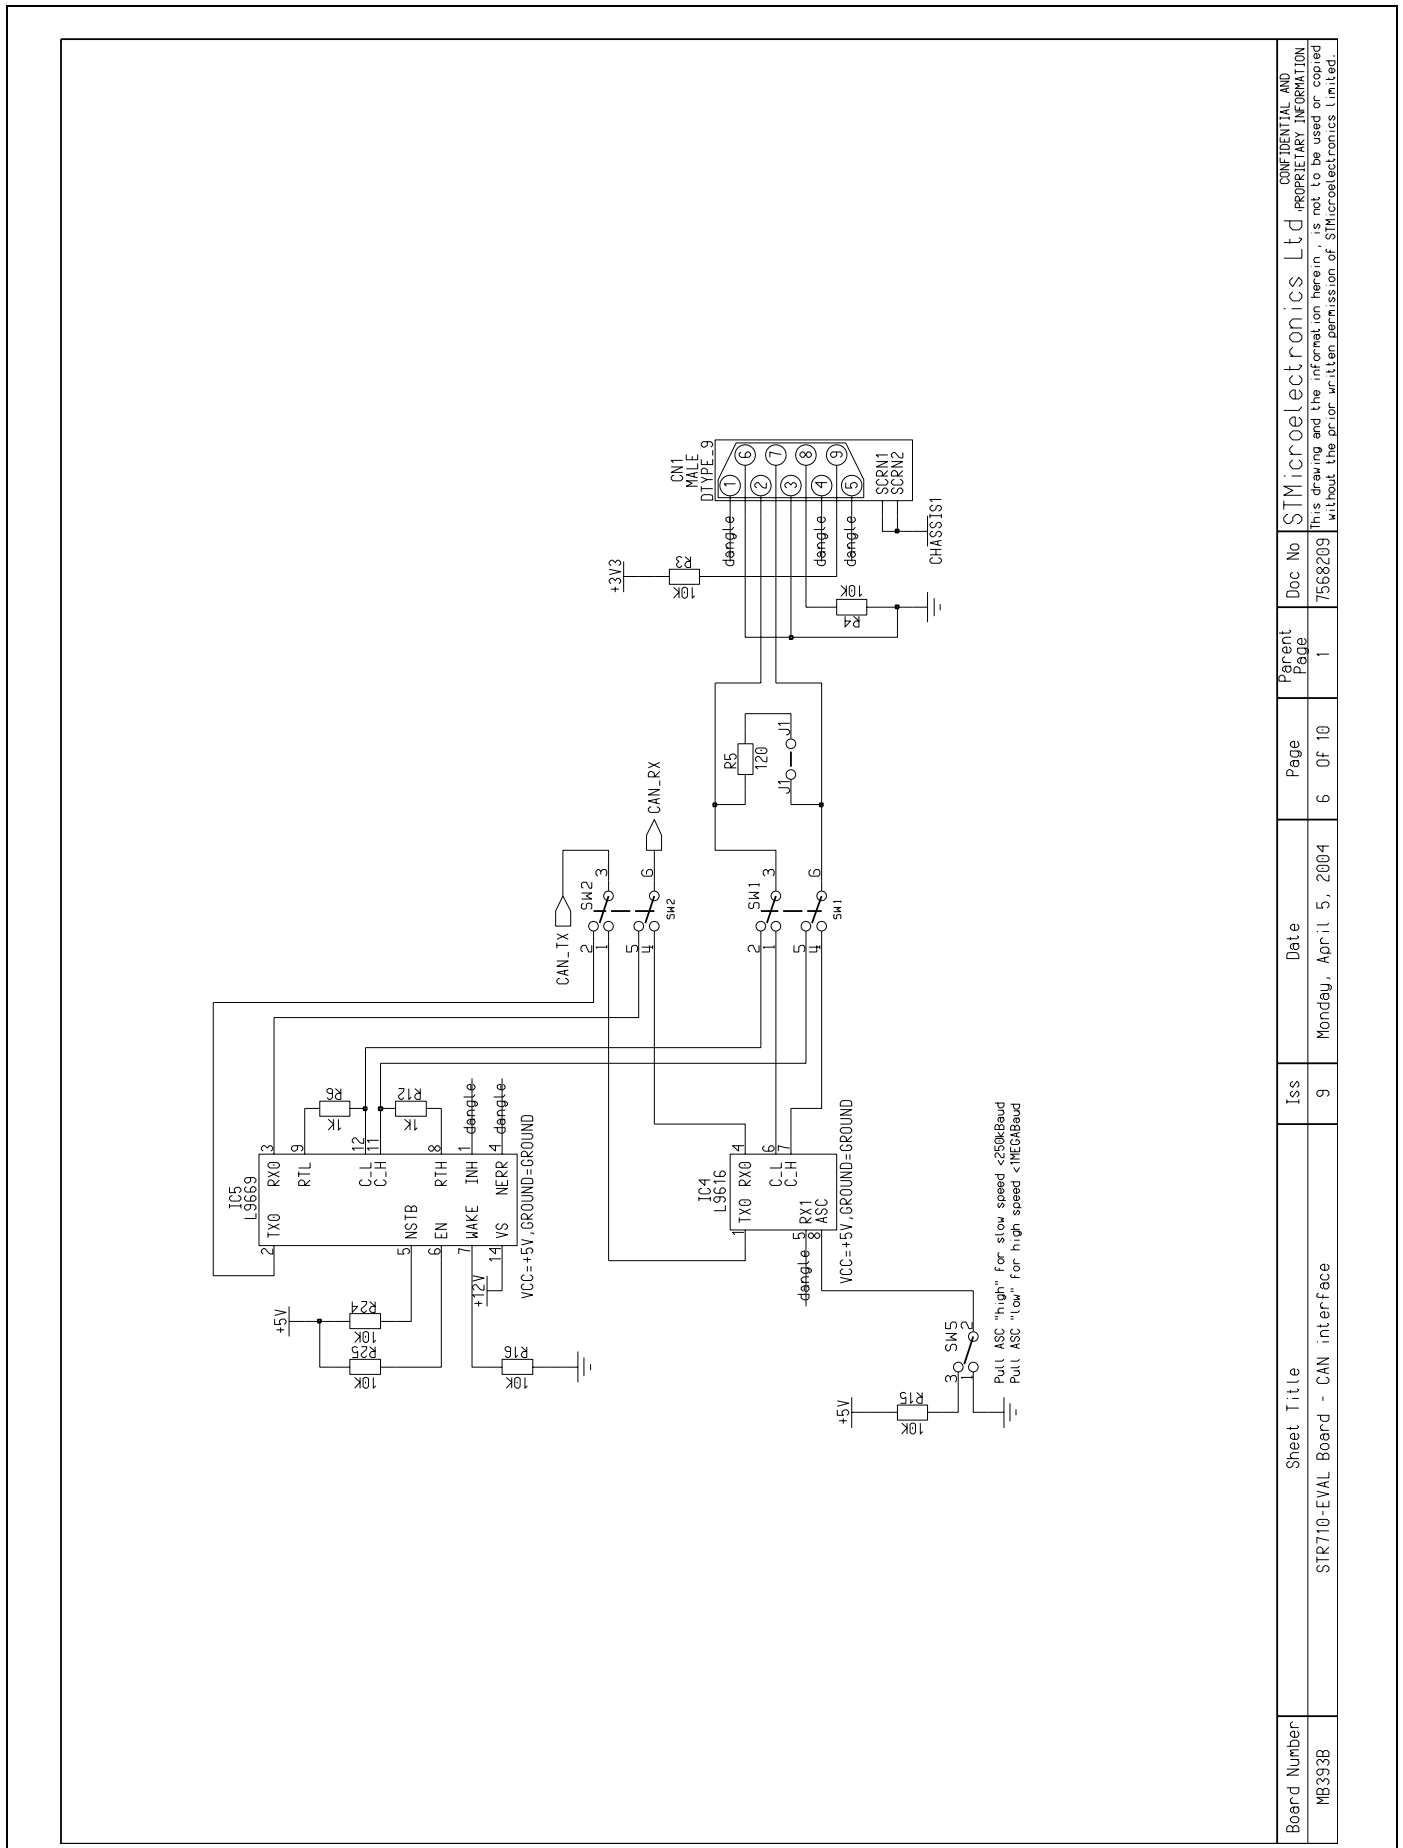 CN1
MALE
DTYPE_9
1
2
3
4
5
6
7
8
9
SCRN1
SCRN2
dangle
dangle
dangle
CHASSIS1
+3V3
R3
10K
R4
10K
R5
120
J1
J1
CAN_TX
CAN_RX
SW2
3
6
2
1
5
4
SW2
SW1
3
6
2
1
5
4
SW1
IC5
L9669
2 TX0
RX0 3
RTL 9
C_L 12
C_H 11
RTH 8
INH 1 dangle
NERR 4 dangle
5 NSTB
6 EN
7 WAKE
14 VS
VCC=+5V,GROUND=GROUND
R6
1K
R12
1K
+5V
R24
10K
R25
10K
R16
10K
+12V
IC4
L9616
1 TX0
RX0 4
C_L 6
C_H 7
dangle 5 RX1
8 ASC
VCC=+5V,GROUND=GROUND
+5V
R15
10K
SW5
3
1
2
Pull ASC "high" for slow speed <250kBaud
Pull ASC "low" for high speed <1MEGABaud
Board Number
MB393B
Sheet Title
STR710-EVAL Board - CAN interface
Iss
9
Date
Monday, April 5, 2004
Page
6 Of 10
Parent
Page
1
Doc No
7568209
STMicroelectronics Ltd.
CONFIDENTIAL AND
PROPRIETARY INFORMATION
This drawing and the information herein , is not to be used or copied
without the prior written permission of STMicroelectronics limited.